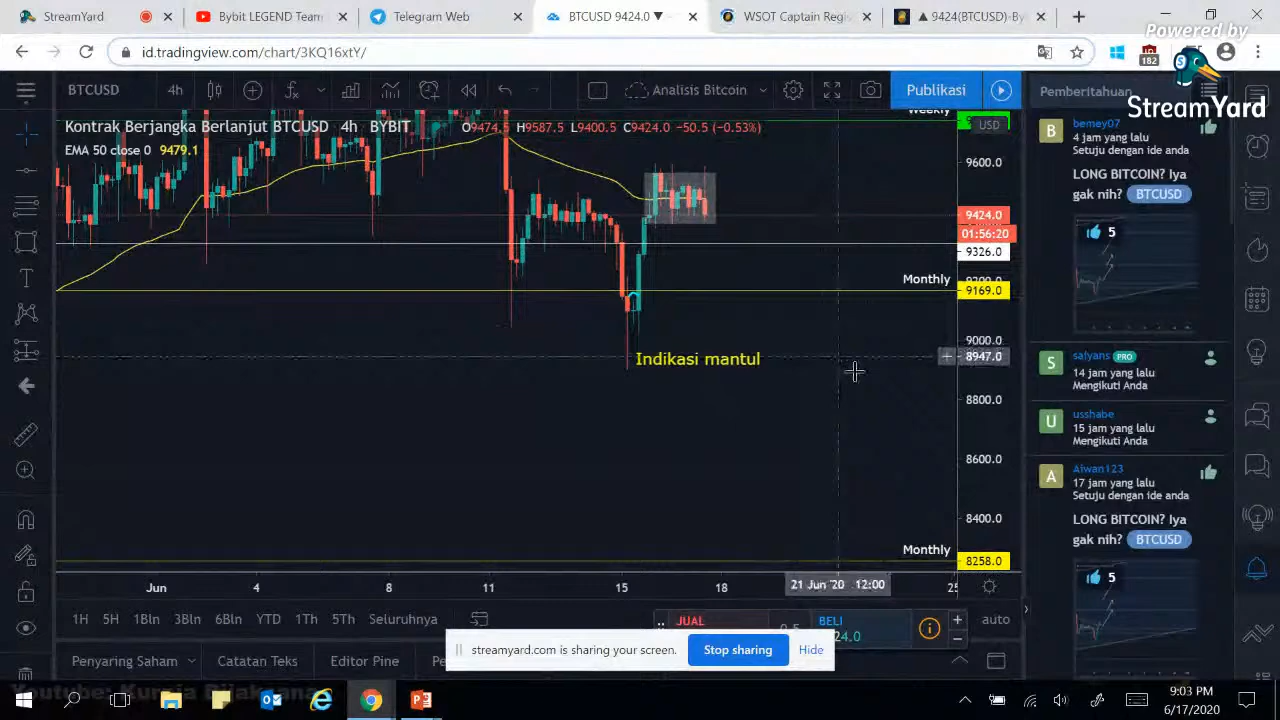 Bybit LEGEND Team
Telegram Web
BTCUSD 9424.0 ▼
WSOT Captain Regis
9424(BTCUSD)-By
id.tradingview.com/chart/3KQ16xtY/
182
Powered by
StreamYard
BTCUSD
4h
Analisis Bitcoin
Publikasi
Pemberitahuan
Weekly
Kontrak Berjangka Berlanjut BTCUSD 4h BYBIT O9474.5 H9587.5 L9400.5 C9424.0 −50.5 (−0.53%)
USD
EMA 50 close 0 9479.1
9600.0
9424.0
01:56:20
9326.0
Monthly
9169.0
9000.0
Indikasi mantul
8947.0
8800.0
8600.0
8400.0
Monthly
8258.0
Jun
4
8
11
15
18
21 Jun '20 12:00
25
1H
5H
1Bln
3Bln
6Bln
YTD
1Th
5Th
Seluruhnya
JUAL
0.5
BELI
24.0
auto
B
bemey07
4 jam yang lalu
Setuju dengan ide anda
LONG BITCOIN? Iya
gak nih? BTCUSD
5
S
salyans PRO
14 jam yang lalu
Mengikuti Anda
U
usshabe
15 jam yang lalu
Mengikuti Anda
A
Aiwan123
17 jam yang lalu
Setuju dengan ide anda
LONG BITCOIN? Iya
gak nih? BTCUSD
5
Penyaring Saham
Catatan Teks
Editor Pine
streamyard.com is sharing your screen.
Stop sharing
Hide
9:03 PM
6/17/2020